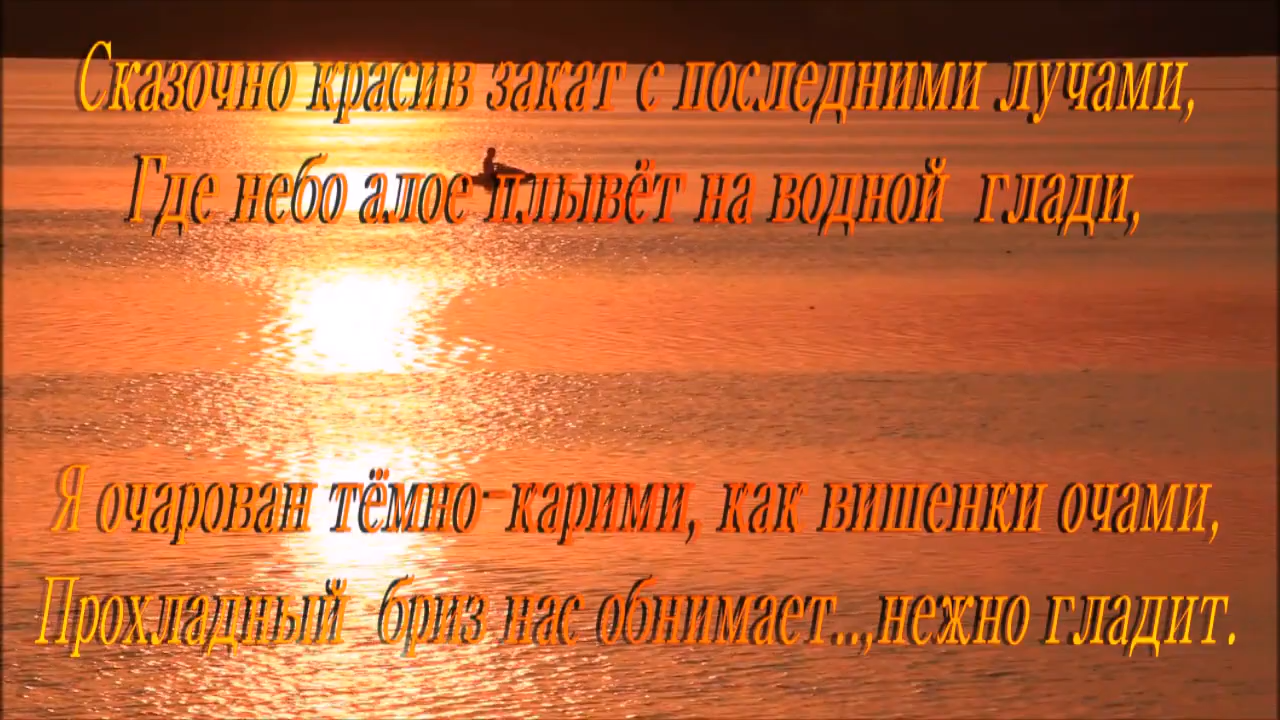 Сказочно красив закат с последними лучами,
Где небо алое плывёт на водной глади,
Я очарован тёмно-карими, как вишенки очами,
Прохладный бриз нас обнимает..,нежно гладит.